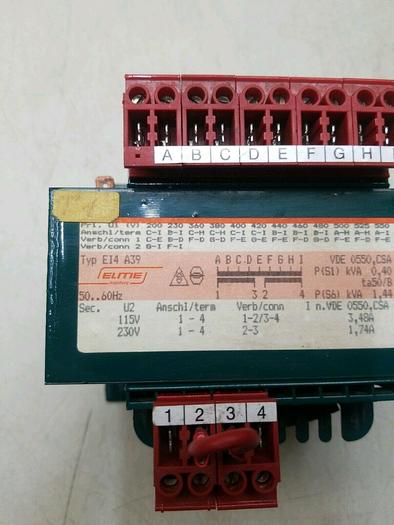 A B C D E F G H
Pri. U1 (V) 200 230 360 380 400 420 440 460 480 500 525 550
Anschl/term C-I B-I C-H C-H C-I C-I B-I B-I B-I A-H A-H A-I
Verb/conn 1 C-E
Verb/conn 2 B-I F-I
Typ EI4 A39
ELTME
A B C D E F G H I
VDE 0550,CSA
P(S1) kVA 0,40
ta50/B
50..60Hz
1 3 2 4
P(S6) kVA 1,44
Sec. U2 Anschl/term Verb/conn I n.VDE 0550,CSA
115V 1 - 4 1-2/3-4 3,48A
230V 1 - 4 2-3 1,74A
1 2 3 4